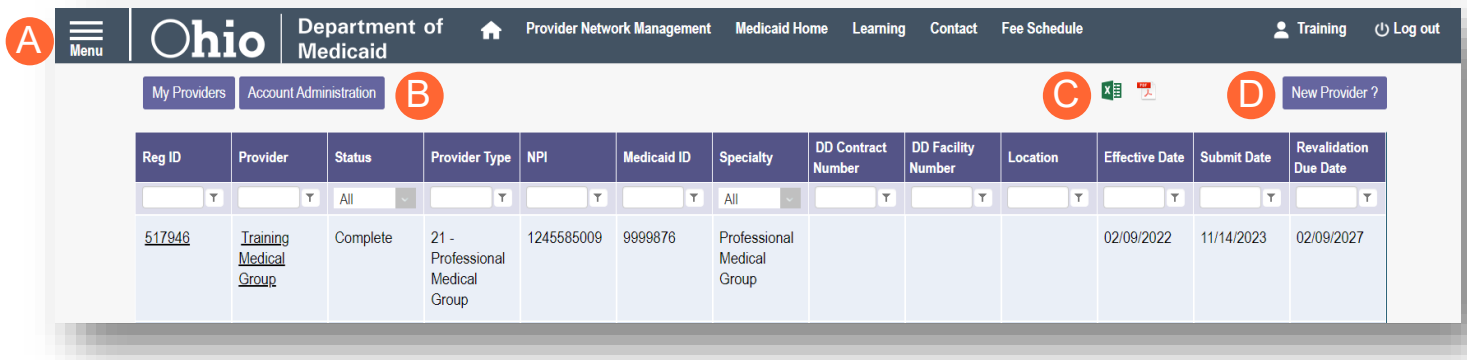 A
Menu
Ohio
Department of
Medicaid
Provider Network Management
Medicaid Home
Learning
Contact
Fee Schedule
Training
Log out
My Providers
Account Administration
B
C
PDF
D
New Provider ?
Reg ID
Provider
Status
Provider Type
NPI
Medicaid ID
Specialty
DD Contract
Number
DD Facility
Number
Location
Effective Date
Submit Date
Revalidation
Due Date
All
All
517946
Training
Medical
Group
Complete
21 -
Professional
Medical
Group
1245585009
9999876
Professional
Medical
Group
02/09/2022
11/14/2023
02/09/2027